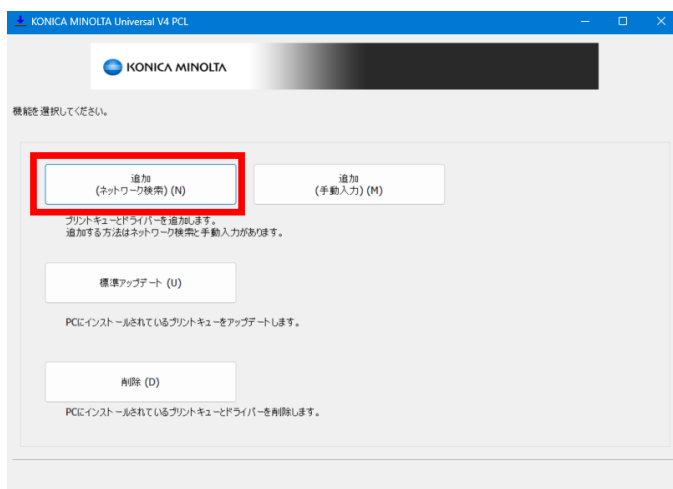 KONICA MINOLTA Universal V4 PCL
KONICA MINOLTA
機能を選択してください。
追加
(ネットワーク検索) (N)
追加
(手動入力) (M)
プリントキューとドライバーを追加します。
追加する方法はネットワーク検索と手動入力があります。
標準アップデート (U)
PCにインストールされているプリントキューをアップデートします。
削除 (D)
PCにインストールされているプリントキューとドライバーを削除します。